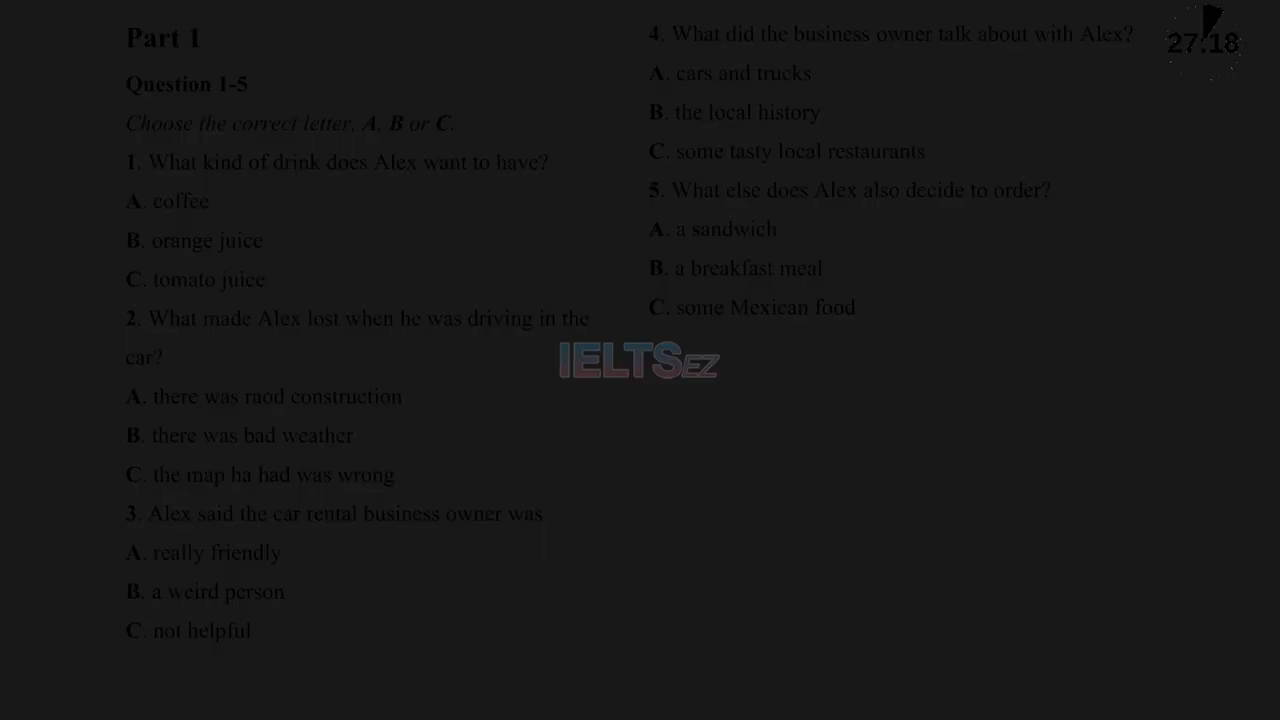 Part 1
Question 1-5
Choose the correct letter, A, B or C.
1. What kind of drink does Alex want to have?
A. coffee
B. orange juice
C. tomato juice
2. What made Alex lost when he was driving in the
car?
A. there was raod construction
B. there was bad weather
C. the map ha had was wrong
3. Alex said the car rental business owner was
A. really friendly
B. a weird person
C. not helpful
4. What did the business owner talk about with Alex?
A. cars and trucks
B. the local history
C. some tasty local restaurants
5. What else does Alex also decide to order?
A. a sandwich
B. a breakfast meal
C. some Mexican food
27:18
IELTSEZ